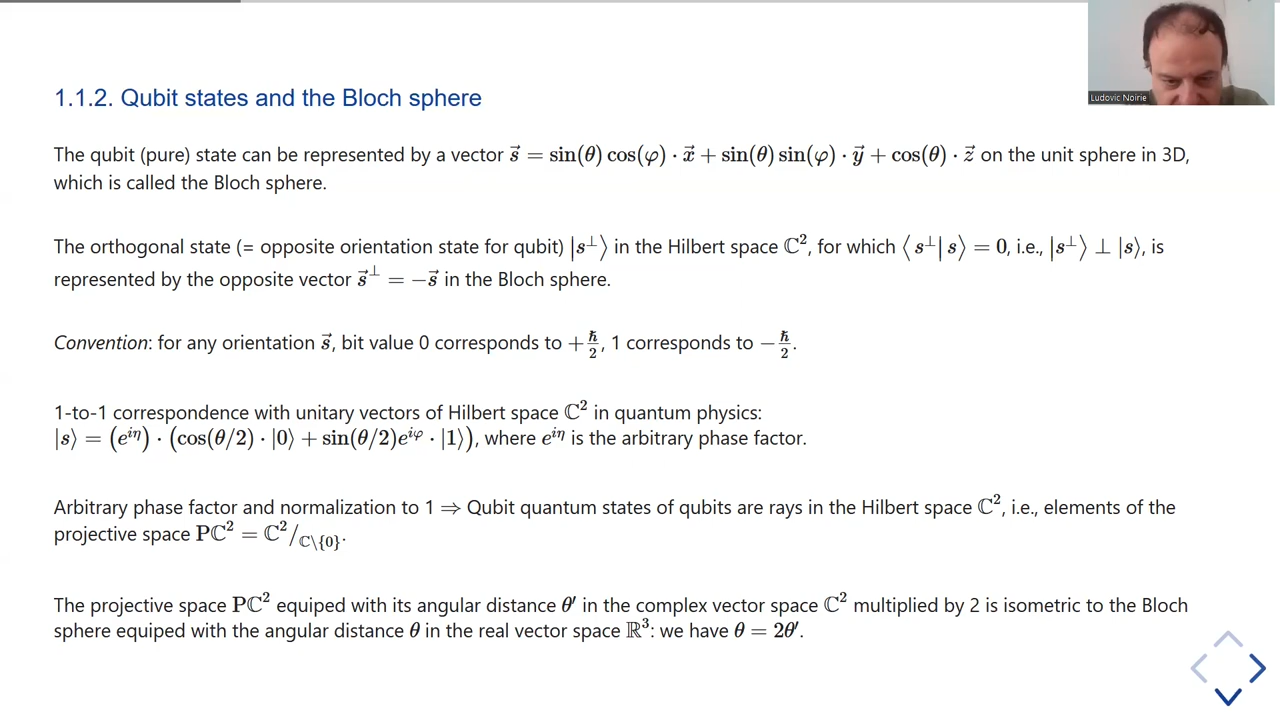 Ludovic Noirie
1.1.2. Qubit states and the Bloch sphere
The qubit (pure) state can be represented by a vector s⃗ = sin(θ) cos(φ) · x⃗ + sin(θ) sin(φ) · y⃗ + cos(θ) · z⃗ on the unit sphere in 3D,
which is called the Bloch sphere.
The orthogonal state (= opposite orientation state for qubit) |s⊥⟩ in the Hilbert space ℂ², for which ⟨s⊥| s⟩ = 0, i.e., |s⊥⟩ ⊥ |s⟩, is
represented by the opposite vector s⃗⊥ = −s⃗ in the Bloch sphere.
Convention: for any orientation s⃗, bit value 0 corresponds to +ℏ/2, 1 corresponds to −ℏ/2.
1-to-1 correspondence with unitary vectors of Hilbert space ℂ² in quantum physics:
|s⟩ = (e^{iη}) · (cos(θ/2) · |0⟩ + sin(θ/2)e^{iφ} · |1⟩), where e^{iη} is the arbitrary phase factor.
Arbitrary phase factor and normalization to 1 ⇒ Qubit quantum states of qubits are rays in the Hilbert space ℂ², i.e., elements of the
projective space Pℂ² = ℂ²/ℂ\{0}.
The projective space Pℂ² equiped with its angular distance θ′ in the complex vector space ℂ² multiplied by 2 is isometric to the Bloch
sphere equiped with the angular distance θ in the real vector space ℝ³: we have θ = 2θ′.